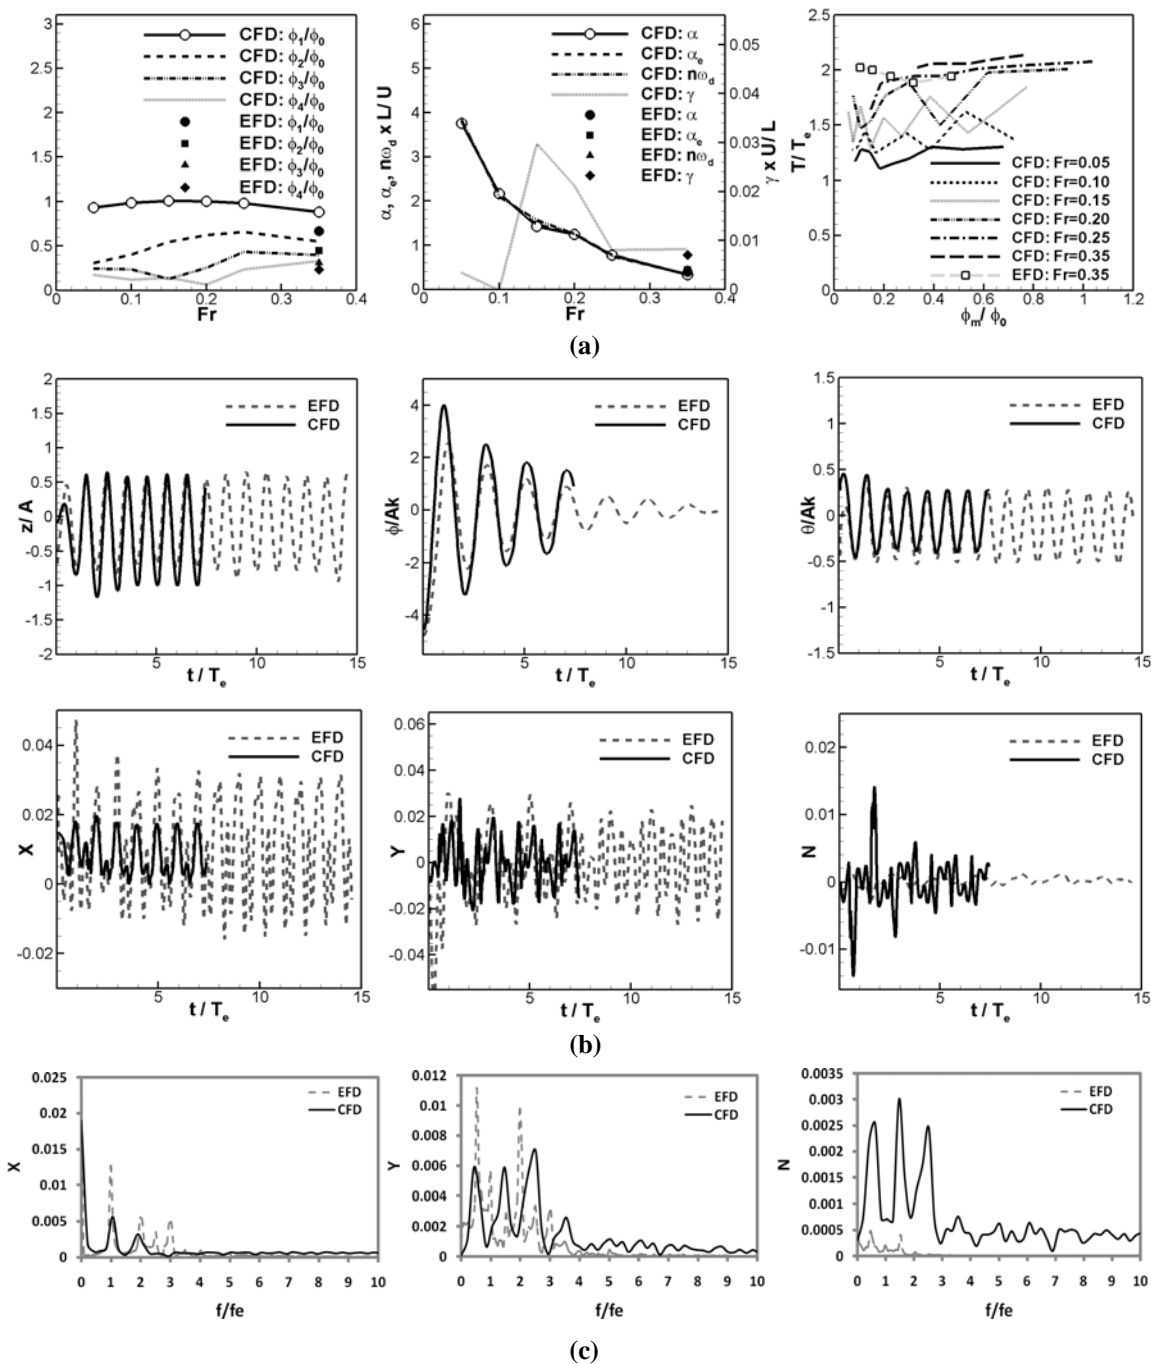 CFD: ϕ₁/ϕ₀
CFD: ϕ₂/ϕ₀
CFD: ϕ₃/ϕ₀
CFD: ϕ₄/ϕ₀
EFD: ϕ₁/ϕ₀
EFD: ϕ₂/ϕ₀
EFD: ϕ₃/ϕ₀
EFD: ϕ₄/ϕ₀
3
2.5
2
1.5
1
0.5
0
0 0.1 0.2 0.3 0.4
Fr
α, αₑ, nω_d x L/U
CFD: α
CFD: αₑ
CFD: nω_d
CFD: γ
EFD: α
EFD: αₑ
EFD: nω_d
EFD: γ
6
5
4
3
2
1
0
0.05
0.04
0.03
0.02
0.01
0
γ x U/L
0 0.1 0.2 0.3 0.4
Fr
T/Tₑ
2.5
2
1.5
1
0.5
0
CFD: Fr=0.05
CFD: Fr=0.10
CFD: Fr=0.15
CFD: Fr=0.20
CFD: Fr=0.25
CFD: Fr=0.35
EFD: Fr=0.35
0 0.2 0.4 0.6 0.8 1 1.2
ϕₘ/ ϕ₀
(a)
z/ A
2
1.5
1
0.5
0
-0.5
-1
-1.5
-2
EFD
CFD
5 10 15
t / Tₑ
ϕ/Ak
4
2
0
-2
-4
EFD
CFD
5 10 15
t / Tₑ
θ/Ak
1.5
1
0.5
0
-0.5
-1
-1.5
EFD
CFD
5 10 15
t / Tₑ
X
0.04
0.02
0
-0.02
EFD
CFD
5 10 15
t / Tₑ
Y
0.06
0.04
0.02
0
-0.02
-0.04
EFD
CFD
5 10 15
t / Tₑ
N
0.02
0.01
0
-0.01
EFD
CFD
5 10 15
t / Tₑ
(b)
X
0.025
0.02
0.015
0.01
0.005
0
EFD
CFD
0 1 2 3 4 5 6 7 8 9 10
f/fe
Y
0.012
0.01
0.008
0.006
0.004
0.002
0
EFD
CFD
0 1 2 3 4 5 6 7 8 9 10
f/fe
N
0.0035
0.003
0.0025
0.002
0.0015
0.001
0.0005
0
EFD
CFD
0 1 2 3 4 5 6 7 8 9 10
f/fe
(c)